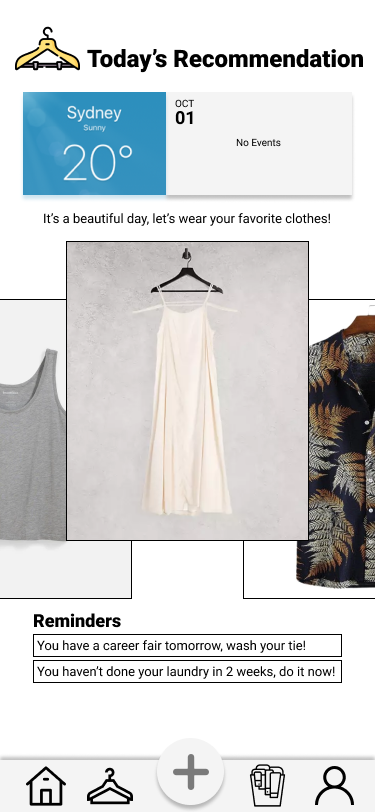 Today’s Recommendation
Sydney
Sunny
20°
OCT
01
No Events
It’s a beautiful day, let’s wear your favorite clothes!
Reminders
You have a career fair tomorrow, wash your tie!
You haven’t done your laundry in 2 weeks, do it now!